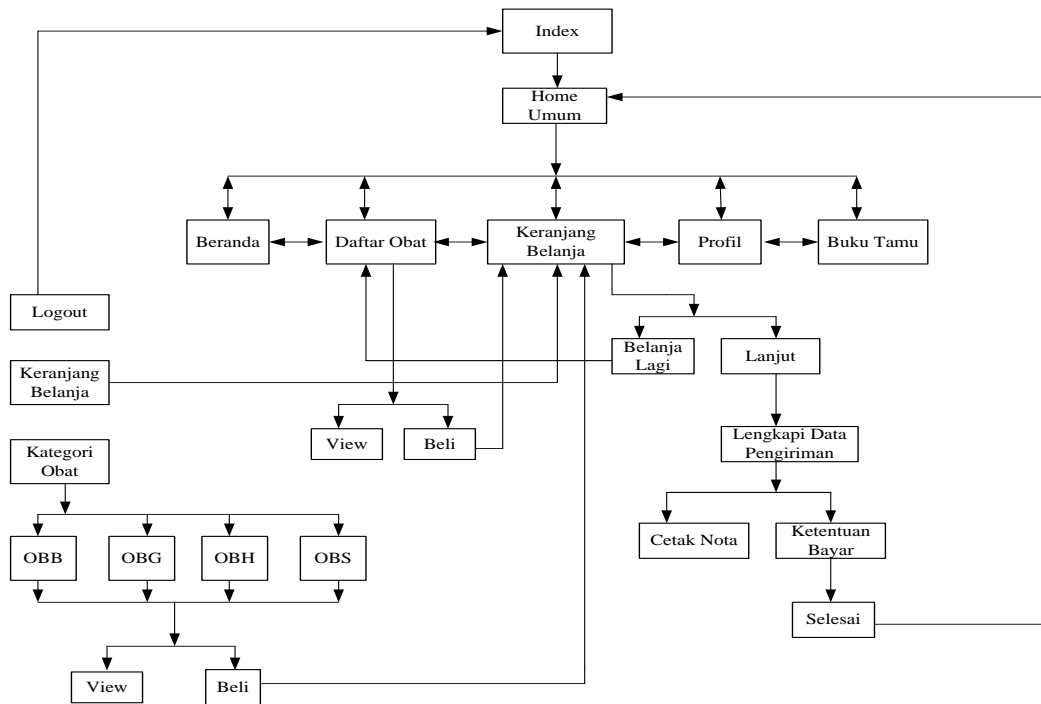 Index
Home
Umum
Beranda
Daftar Obat
Keranjang
Belanja
Profil
Buku Tamu
Logout
Belanja
Lagi
Lanjut
Keranjang
Belanja
View
Beli
Lengkapi Data
Pengiriman
Kategori
Obat
Cetak Nota
Ketentuan
Bayar
OBB
OBG
OBH
OBS
Selesai
View
Beli